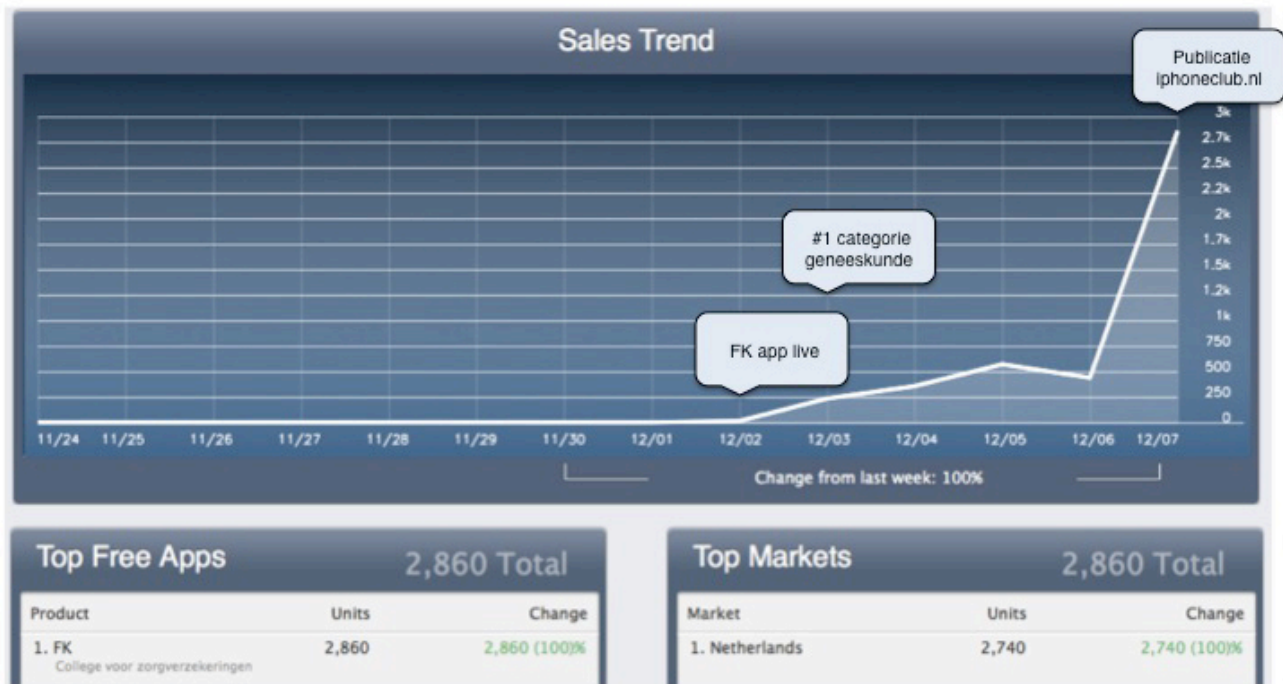 Sales Trend
Publicatie
iphoneclub.nl
3k
2.7k
2.5k
2.2k
2k
1.7k
1.5k
1.2k
1k
750
500
250
0
#1 categorie
geneeskunde
FK app live
11/24 11/25 11/26 11/27 11/28 11/29 11/30 12/01 12/02 12/03 12/04 12/05 12/06 12/07
Change from last week: 100%
Top Free Apps 2,860 Total
Product Units Change
1. FK 2,860 2,860 (100)%
College voor zorgverzekeringen
Top Markets 2,860 Total
Market Units Change
1. Netherlands 2,740 2,740 (100)%